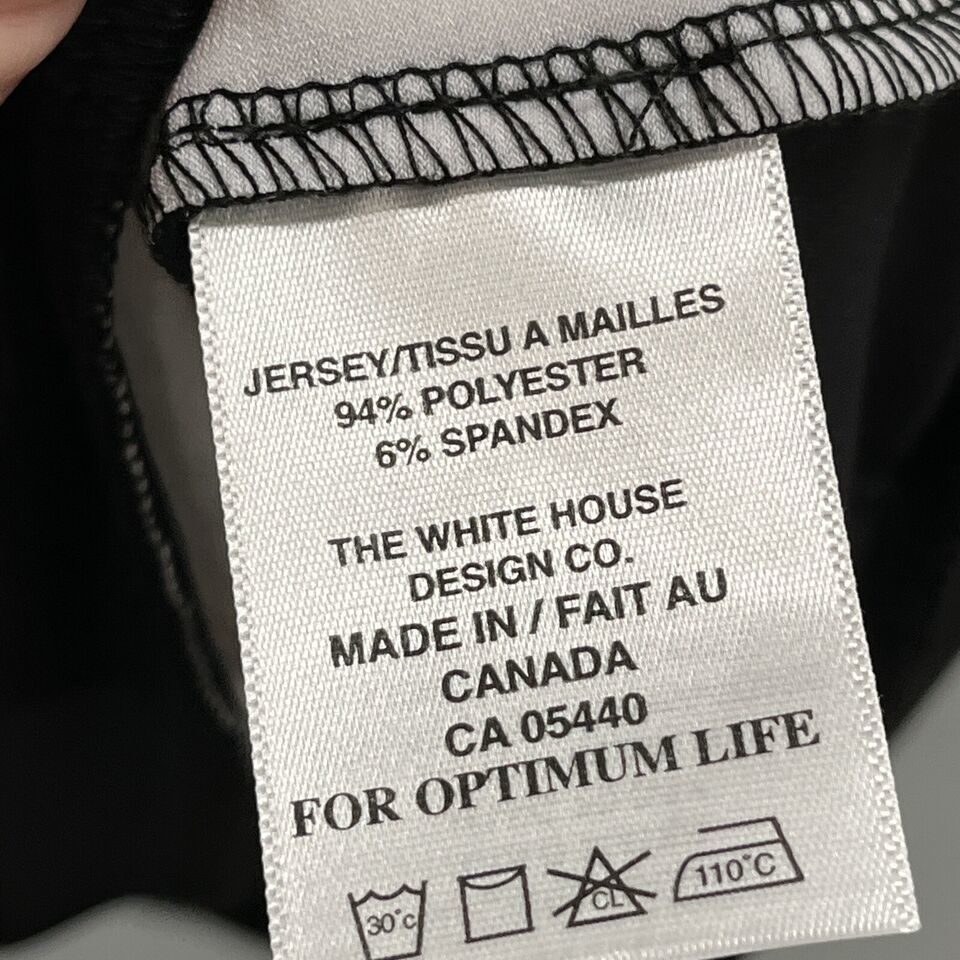 JERSEY/TISSU A MAILLES
94% POLYESTER
6% SPANDEX
THE WHITE HOUSE
DESIGN CO.
MADE IN / FAIT AU
CANADA
CA 05440
FOR OPTIMUM LIFE
30°c CL 110°C